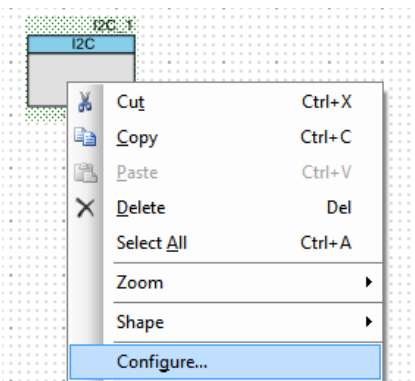 I2C_1
I2C
Cut Ctrl+X
Copy Ctrl+C
Paste Ctrl+V
Delete Del
Select All Ctrl+A
Zoom
Shape
Configure...